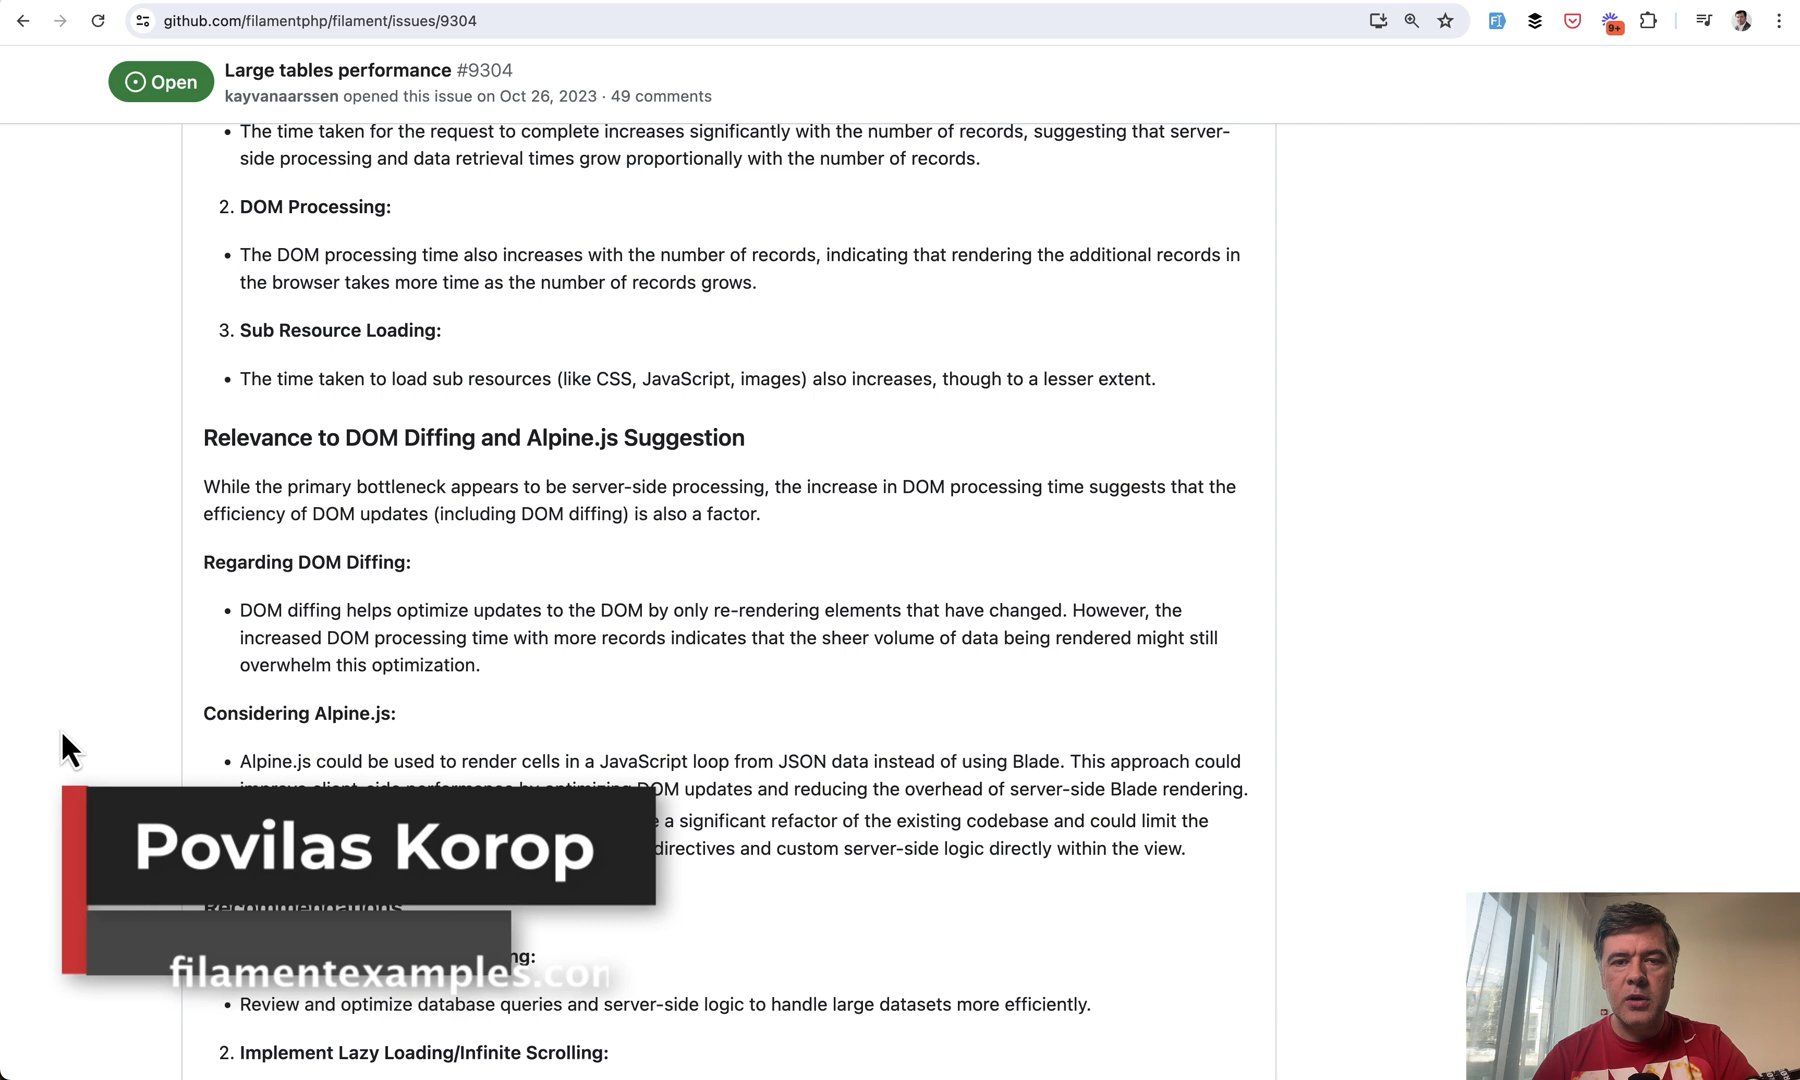 github.com/filamentphp/filament/issues/9304
9+
Open
Large tables performance #9304
kayvanaarssen opened this issue on Oct 26, 2023 · 49 comments
• The time taken for the request to complete increases significantly with the number of records, suggesting that server-
side processing and data retrieval times grow proportionally with the number of records.
2. DOM Processing:
• The DOM processing time also increases with the number of records, indicating that rendering the additional records in
the browser takes more time as the number of records grows.
3. Sub Resource Loading:
• The time taken to load sub resources (like CSS, JavaScript, images) also increases, though to a lesser extent.
Relevance to DOM Diffing and Alpine.js Suggestion
While the primary bottleneck appears to be server-side processing, the increase in DOM processing time suggests that the
efficiency of DOM updates (including DOM diffing) is also a factor.
Regarding DOM Diffing:
• DOM diffing helps optimize updates to the DOM by only re-rendering elements that have changed. However, the
increased DOM processing time with more records indicates that the sheer volume of data being rendered might still
overwhelm this optimization.
Considering Alpine.js:
• Alpine.js could be used to render cells in a JavaScript loop from JSON data instead of using Blade. This approach could
improve client-side performance by optimizing DOM updates and reducing the overhead of server-side Blade rendering.
a significant refactor of the existing codebase and could limit the
directives and custom server-side logic directly within the view.
Povilas Korop
Recommendations
filamentexamples.com
• Review and optimize database queries and server-side logic to handle large datasets more efficiently.
2. Implement Lazy Loading/Infinite Scrolling: